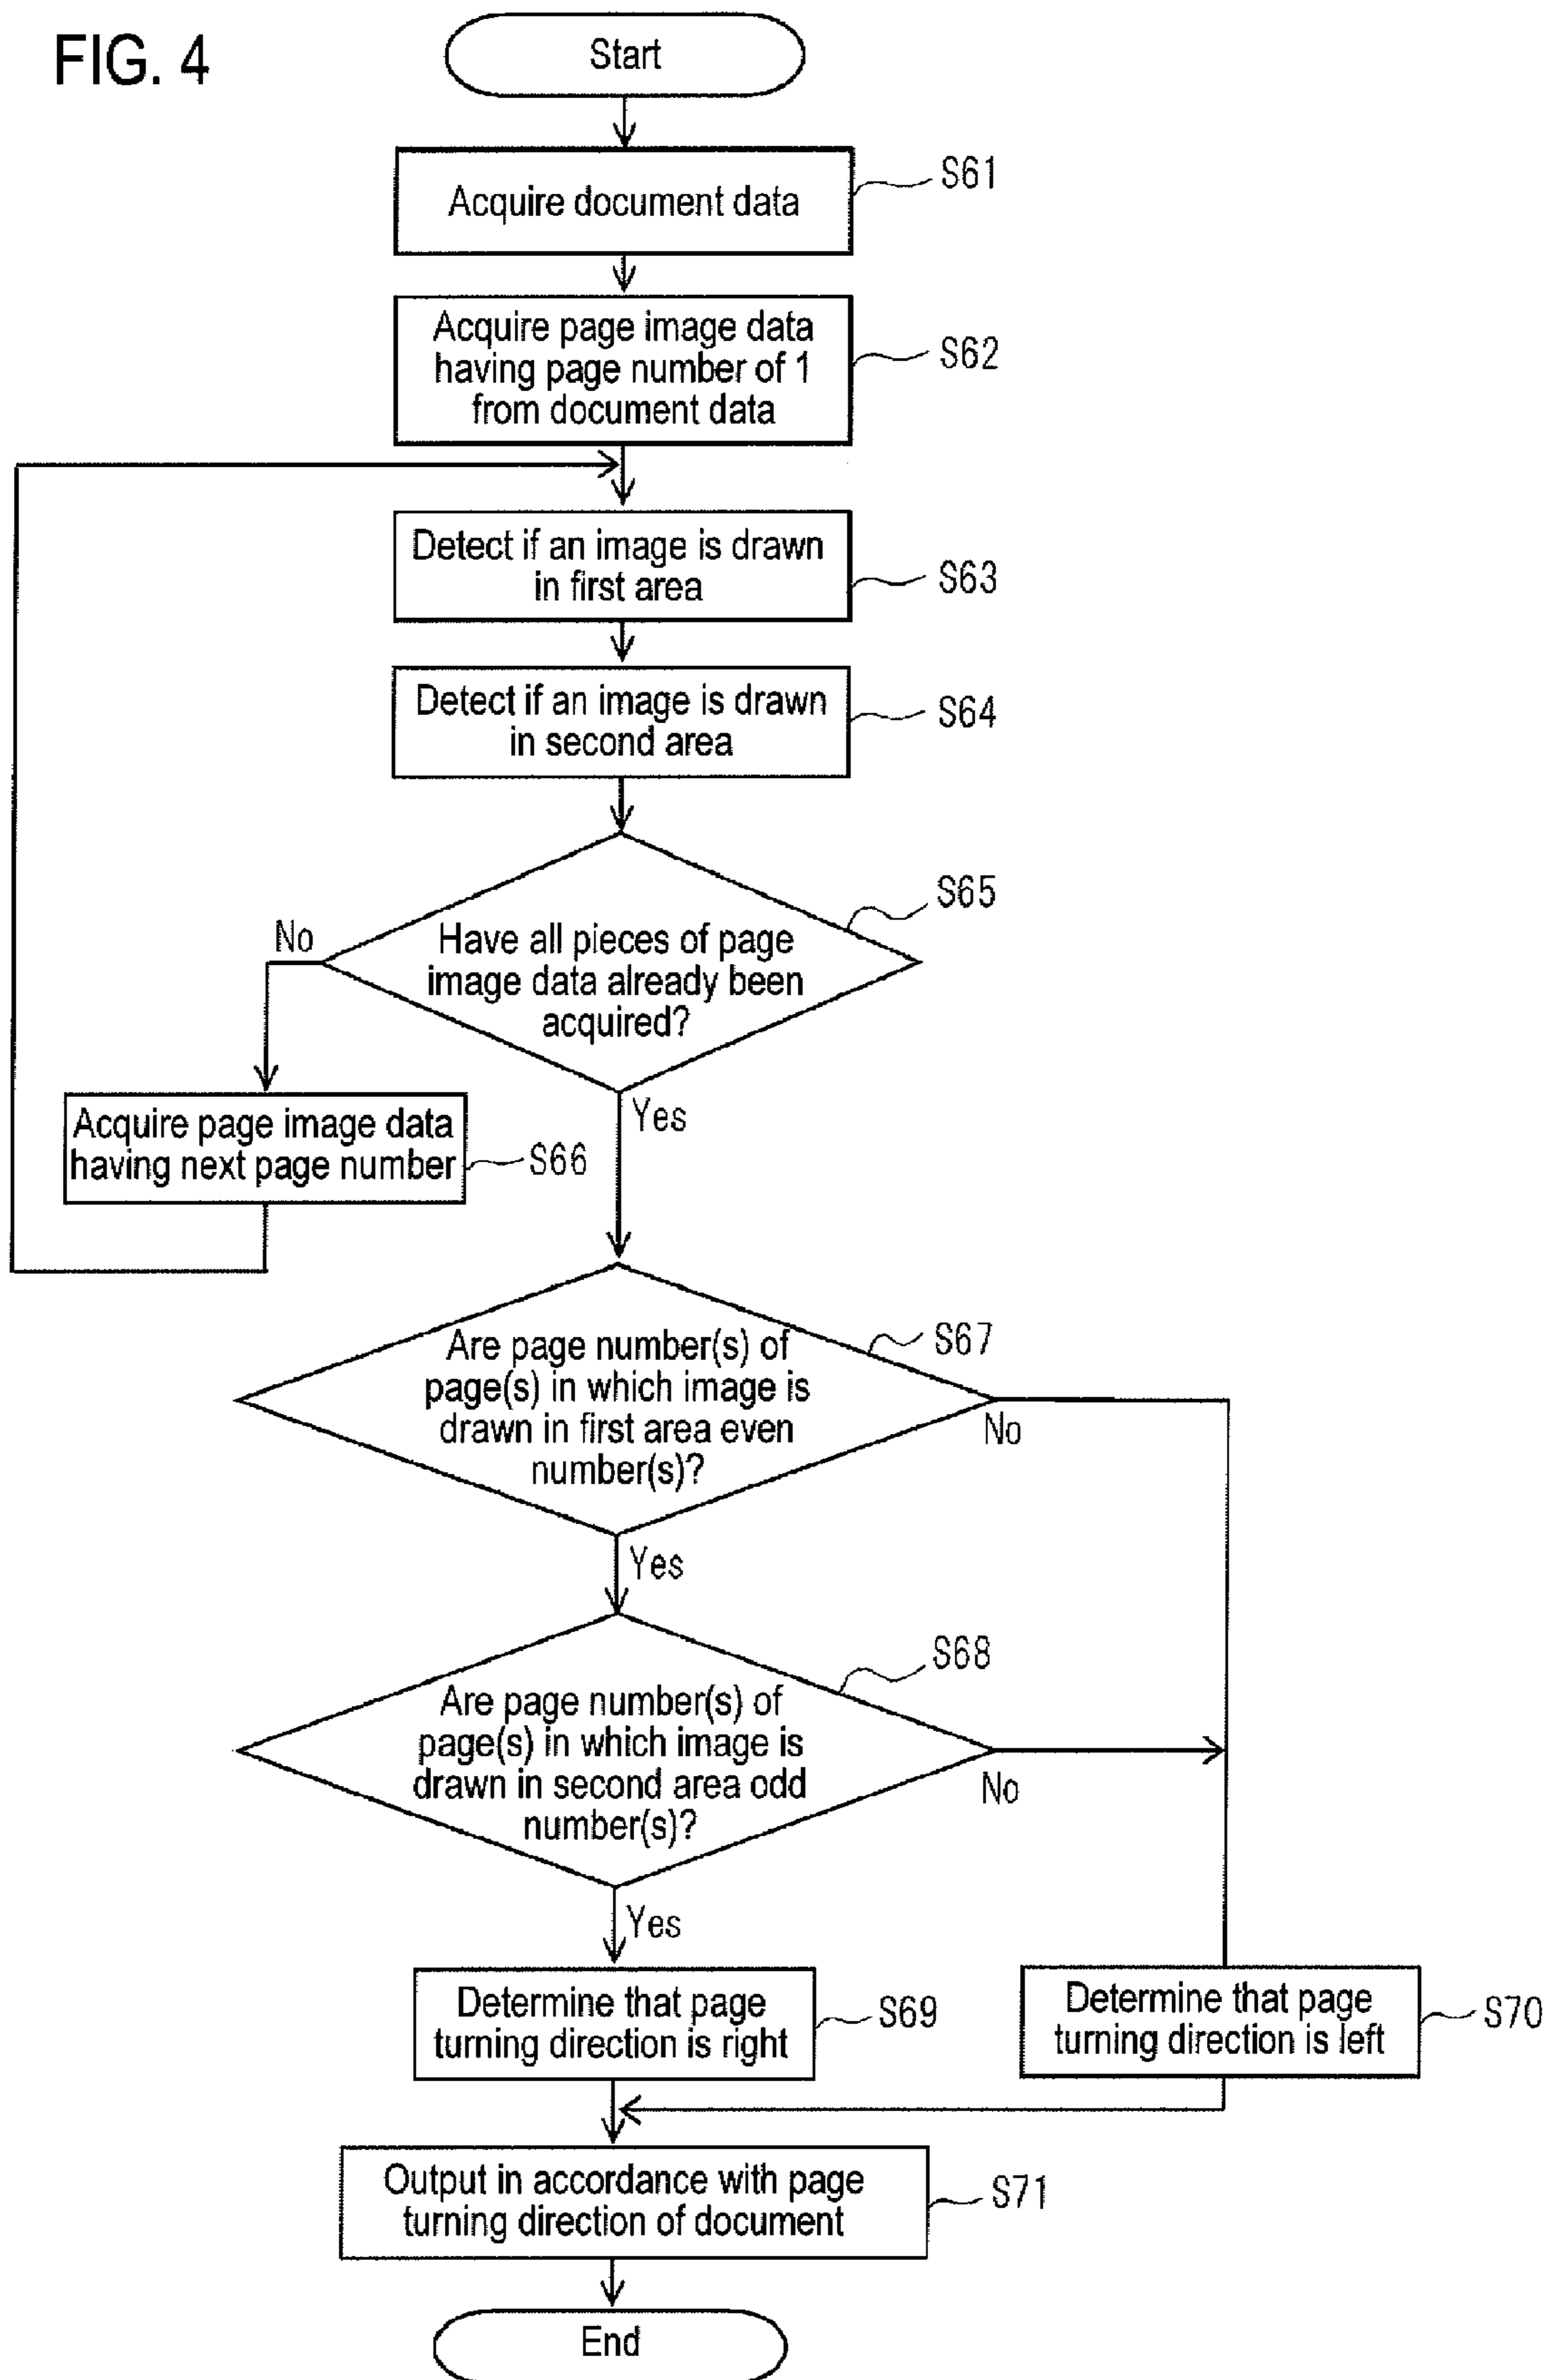 FIG. 4
Start
Acquire document data
S61
Acquire page image data
having page number of 1
from document data
S62
Detect if an image is drawn
in first area
S63
Detect if an image is drawn
in second area
S64
Have all pieces of page
image data already been
acquired?
S65
No
Yes
Acquire page image data
having next page number
S66
Are page number(s) of
page(s) in which image is
drawn in first area even
number(s)?
S67
No
Yes
Are page number(s) of
page(s) in which image is
drawn in second area odd
number(s)?
S68
No
Yes
Determine that page
turning direction is right
S69
Determine that page
turning direction is left
S70
Output in accordance with page
turning direction of document
S71
End